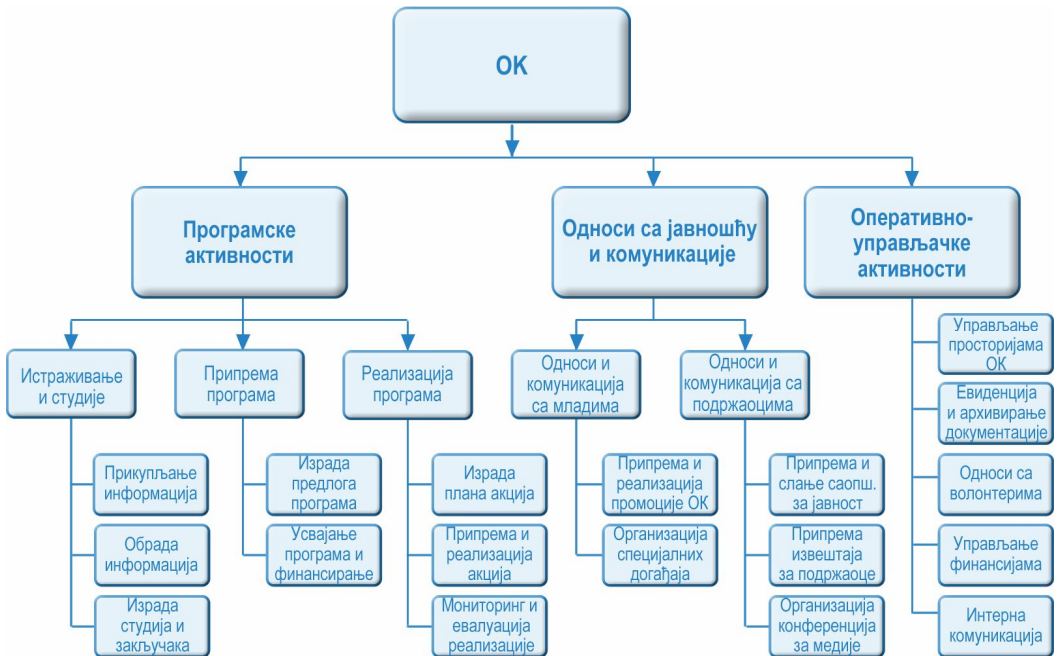 ОК
Програмске
активности
Односи са јавношћу
и комуникације
Оперативно-
управљачке
активности
Истраживање
и студије
Припрема
програма
Реализација
програма
Односи и
комуникација
са младима
Односи и
комуникација са
подржаоцима
Управљање
просторијама
ОК
Евиденција
и архивирање
документације
Односи са
волонтерима
Управљање
финансијама
Интерна
комуникација
Прикупљање
информација
Обрада
информација
Израда
студија и
закључака
Израда
предлога
програма
Усвајање
програма и
финансирање
Израда
плана акција
Припрема и
реализација
акција
Мониторинг и
евалуација
реализације
Припрема и
реализација
промоције ОК
Организација
специјалних
догађаја
Припрема и
слање саопш.
за јавност
Припрема
извештаја
за подржаоце
Организација
конференција
за медије